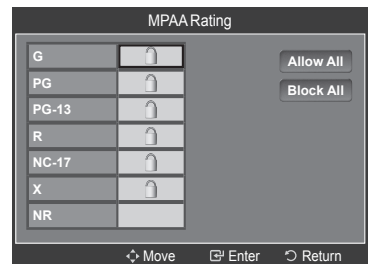 MPAA Rating
G
Allow All
PG
Block All
PG-13
R
NC-17
X
NR
Move Enter Return